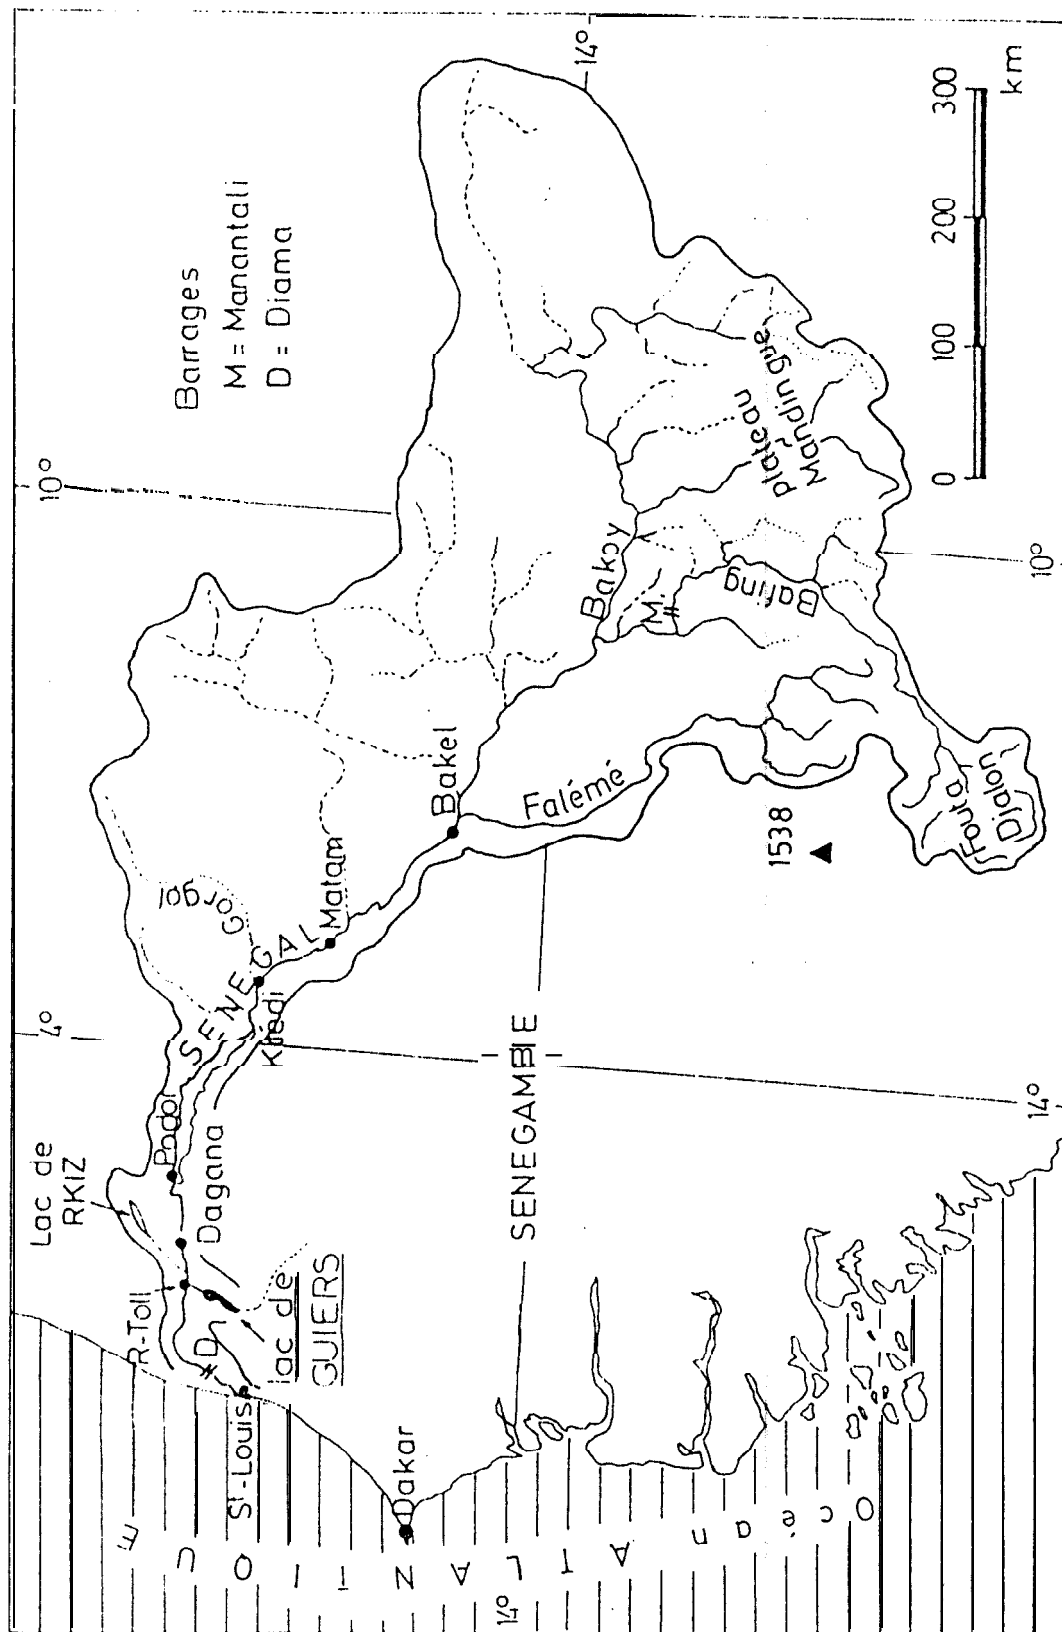 Barrages
M = Manantali
D = Diama
Lac de
RKIZ
R-Toll
Dagana
Podor
SENEGAL
Gorgol
Kaedi
Matam
Bakel
D
St-Louis
lac de
GUIERS
Dakar
SENEGAMBIE
Falémé
Bakoy
M.
Bafing
plateau
Mandingue
1538
Fouta
Djalon
Océan
ATLANTIQUE
10°
14°
14°
14°
10°
0
100
200
300
km